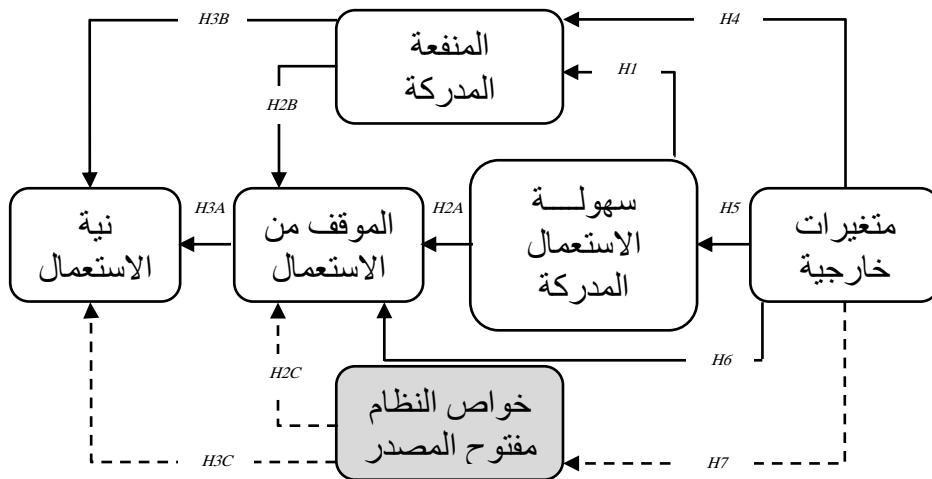 H3B
H4
المنفعة
المدركة
H1
H2B
سهولـــة
الاستعمال
المدركة
متغيرات
خارجية
H5
H2A
الموقف من
الاستعمال
H3A
نية
الاستعمال
H6
H2C
خواص النظام
مفتوح المصدر
H3C
H7